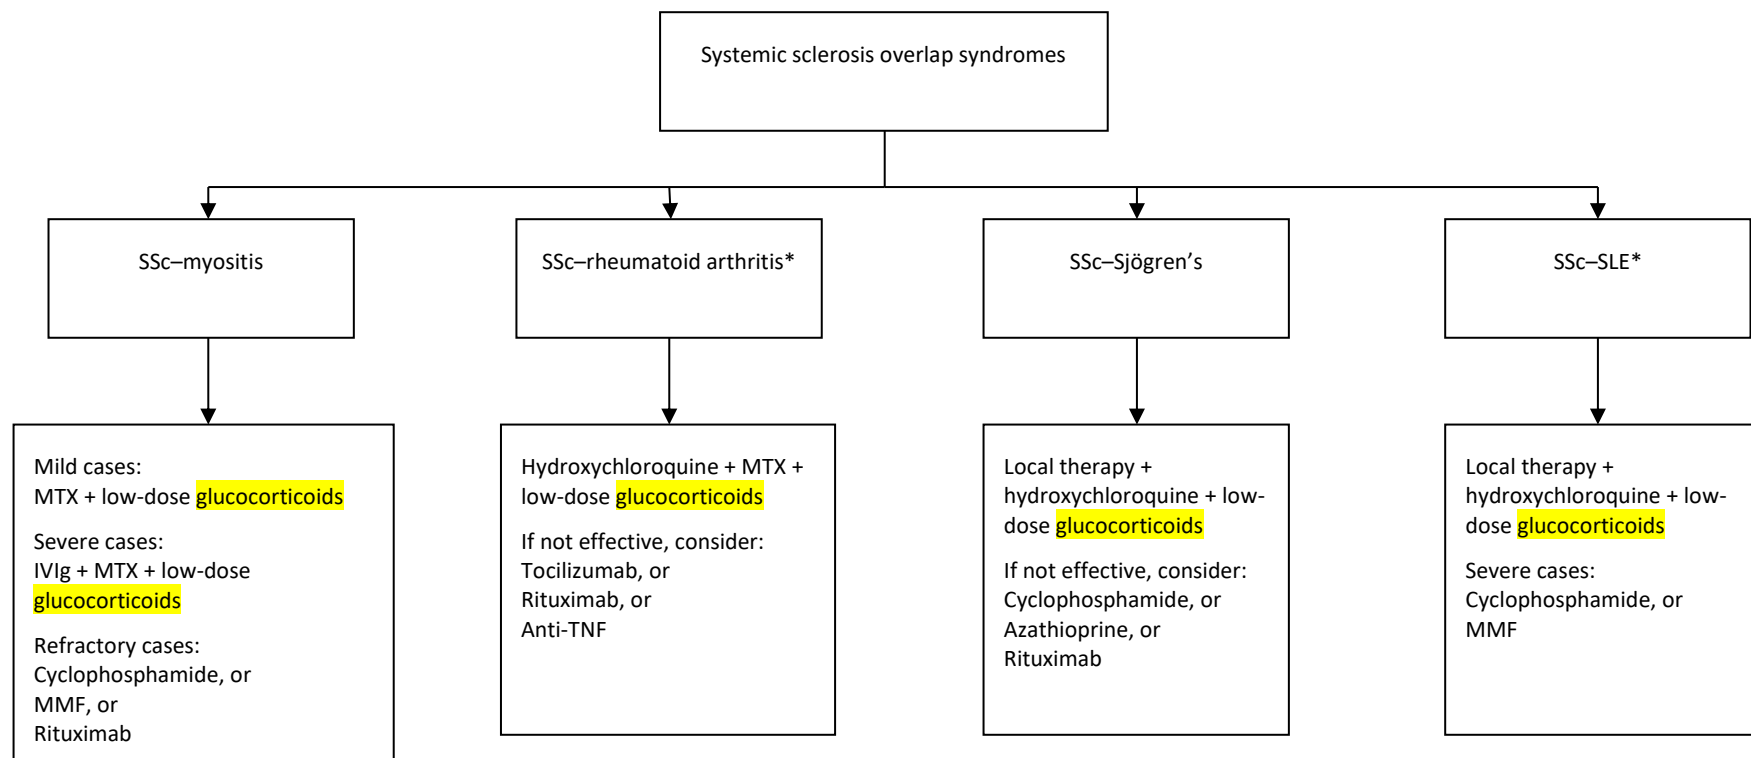 Systemic sclerosis overlap syndromes
SSc–myositis
SSc–rheumatoid arthritis*
SSc–Sjögren’s
SSc–SLE*
Mild cases:
MTX + low-dose glucocorticoids
Severe cases:
IVIg + MTX + low-dose
glucocorticoids
Refractory cases:
Cyclophosphamide, or
MMF, or
Rituximab
Hydroxychloroquine + MTX +
low-dose glucocorticoids
If not effective, consider:
Tocilizumab, or
Rituximab, or
Anti-TNF
Local therapy +
hydroxychloroquine + low-
dose glucocorticoids
If not effective, consider:
Cyclophosphamide, or
Azathioprine, or
Rituximab
Local therapy +
hydroxychloroquine + low-
dose glucocorticoids
Severe cases:
Cyclophosphamide, or
MMF